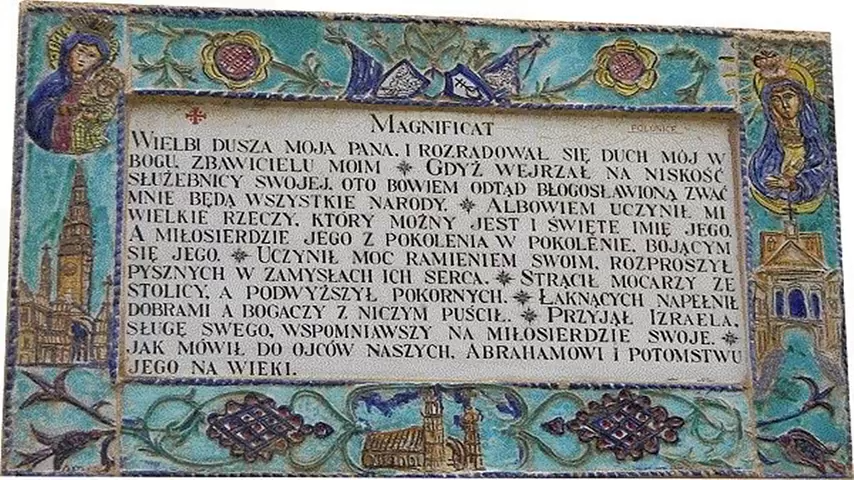 MAGNIFICAT
POLONICE
WIELBI DUSZA MOJA PANA, I ROZRADOWAŁ SIĘ DUCH MÓJ W
BOGU, ZBAWICIELU MOIM ✴ GDYŻ WEJRZAŁ NA NISKOŚĆ
SŁUŻEBNICY SWOJEJ, OTO BOWIEM ODTĄD BŁOGOSŁAWIONĄ ZWAĆ
MNIE BĘDĄ WSZYSTKIE NARODY. ✴ ALBOWIEM UCZYNIŁ MI
WIELKIE RZECZY, KTÓRY MOŻNY JEST I ŚWIĘTE IMIĘ JEGO.
A MIŁOSIERDZIE JEGO Z POKOLENIA W POKOLENIE, BOJĄCYM
SIĘ JEGO. ✴ UCZYNIŁ MOC RAMIENIEM SWOIM, ROZPROSZYŁ
PYSZNYCH W ZAMYSŁACH ICH SERCA. ✴ STRĄCIŁ MOCARZY ZE
STOLICY, A PODWYŻSZYŁ POKORNYCH. ✴ ŁAKNĄCYCH NAPEŁNIŁ
DOBRAMI A BOGACZY Z NICZYM PUŚCIŁ. ✴ PRZYJĄŁ IZRAELA,
SŁUGĘ SWEGO, WSPOMNIAWSZY NA MIŁOSIERDZIE SWOJE. ✴
JAK MÓWIŁ DO OJCÓW NASZYCH, ABRAHAMOWI I POTOMSTWU
JEGO NA WIEKI.